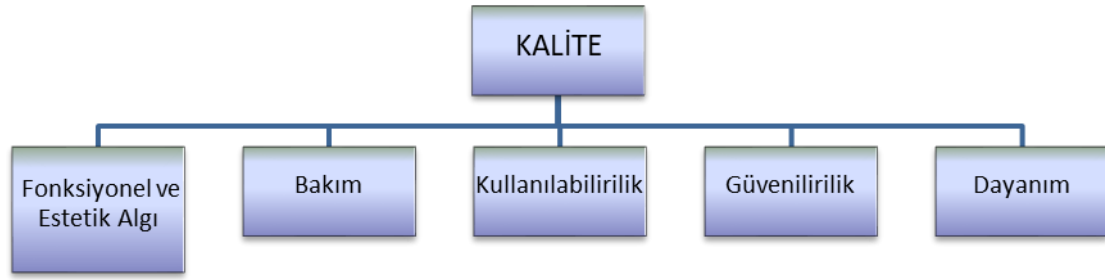 KALİTE
Fonksiyonel ve
Estetik Algı
Bakım
Kullanılabilirilik
Güvenilirilik
Dayanım